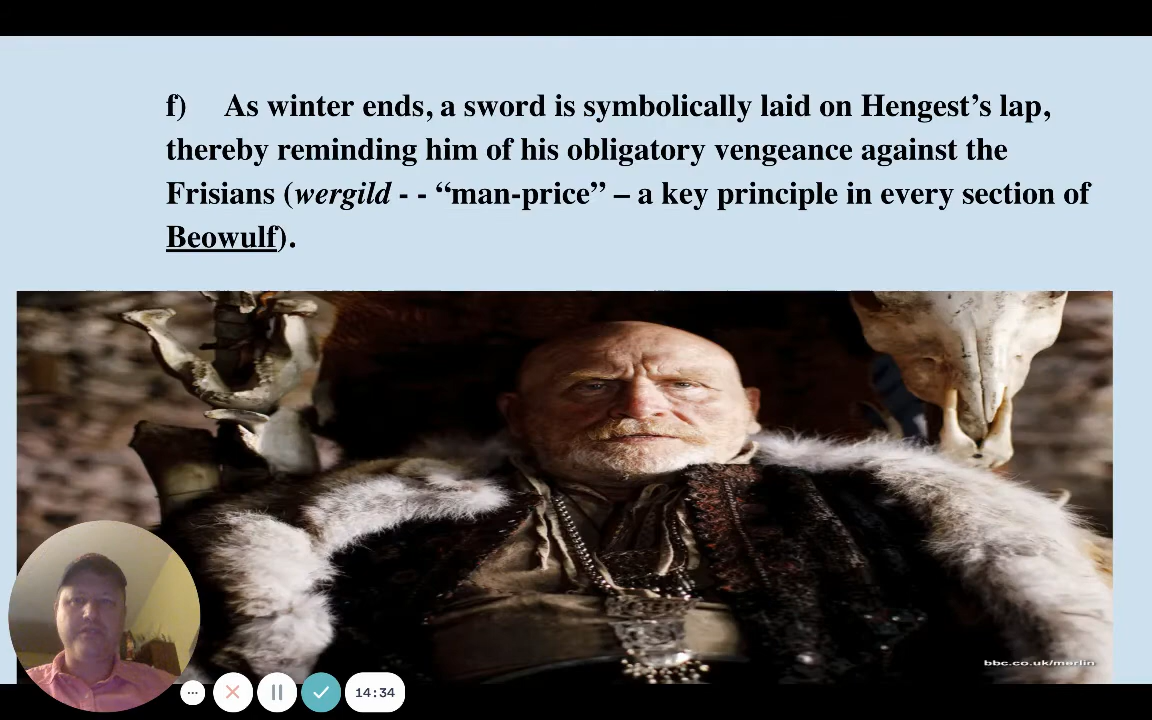 f) As winter ends, a sword is symbolically laid on Hengest’s lap,
thereby reminding him of his obligatory vengeance against the
Frisians (wergild - - “man-price” – a key principle in every section of
Beowulf).
bbc.co.uk/merlin
14:34